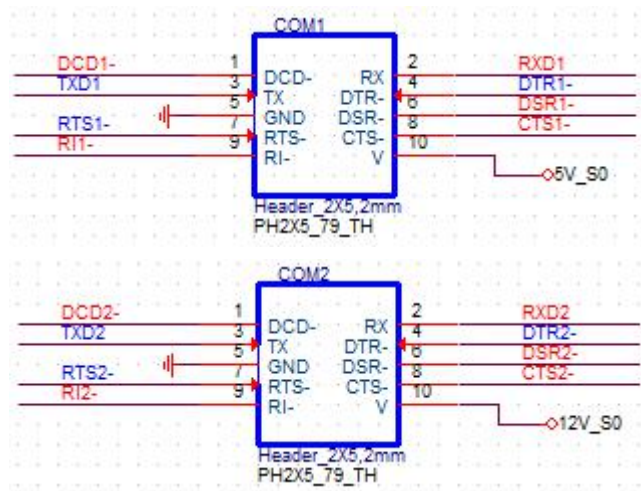 COM1
DCD1- 1 2 RXD1
DCD- RX
TXD1 3 4 DTR1-
TX DTR-
5 6 DSR1-
GND DSR-
RTS1- 7 8 CTS1-
RTS- CTS-
RI1- 9 10
RI- V
5V_S0
Header_2X5,2mm
PH2X5_79_TH
COM2
DCD2- 1 2 RXD2
DCD- RX
TXD2 3 4 DTR2-
TX DTR-
5 6 DSR2-
GND DSR-
RTS2- 7 8 CTS2-
RTS- CTS-
RI2- 9 10
RI- V
12V_S0
Header_2X5,2mm
PH2X5_79_TH